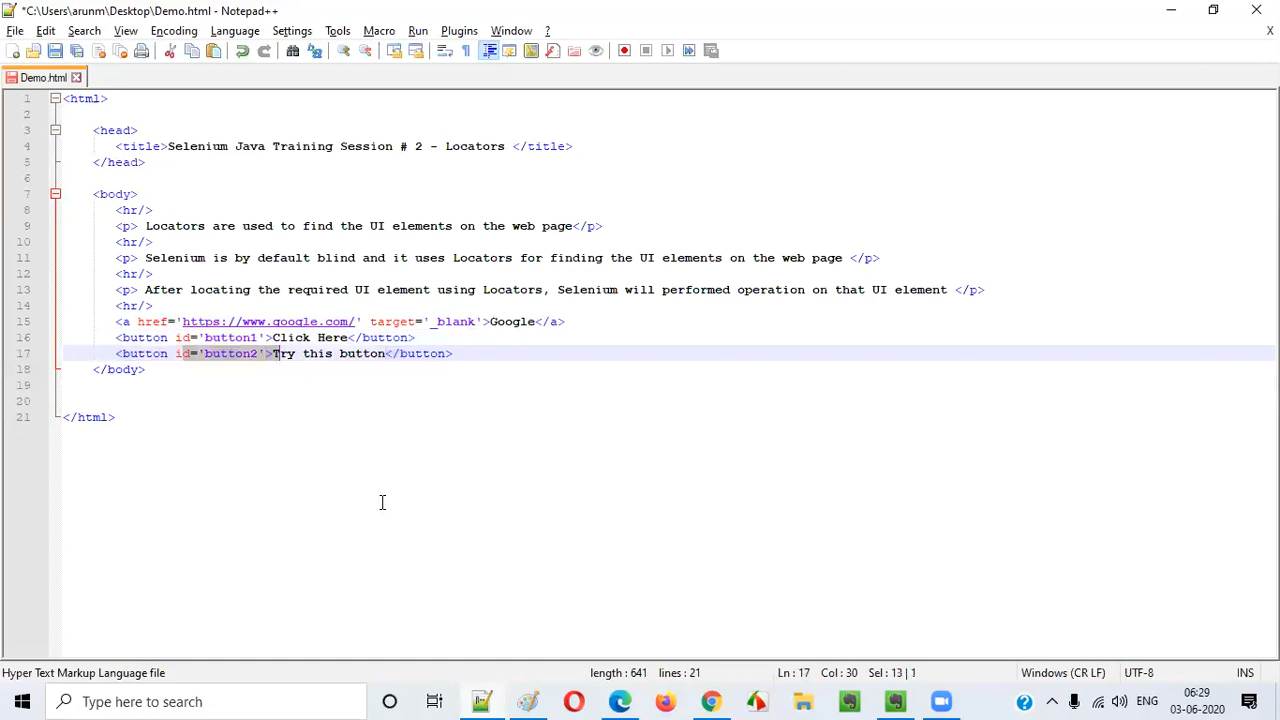 *C:\Users\arunm\Desktop\Demo.html - Notepad++
File Edit Search View Encoding Language Settings Tools Macro Run Plugins Window ? X
Demo.html
1 <html>
2
3 <head>
4 <title>Selenium Java Training Session # 2 - Locators </title>
5 </head>
6
7 <body>
8 <hr/>
9 <p> Locators are used to find the UI elements on the web page</p>
10 <hr/>
11 <p> Selenium is by default blind and it uses Locators for finding the UI elements on the web page </p>
12 <hr/>
13 <p> After locating the required UI element using Locators, Selenium will performed operation on that UI element </p>
14 <hr/>
15 <a href='https://www.google.com/' target='_blank'>Google</a>
16 <button id='button1'>Click Here</button>
17 <button id='button2'>Try this button</button>
18 </body>
19
20
21 </html>
Hyper Text Markup Language file length : 641 lines : 21 Ln : 17 Col : 30 Sel : 13 | 1 Windows (CR LF) UTF-8 INS
Type here to search ENG 06:29
03-06-2020